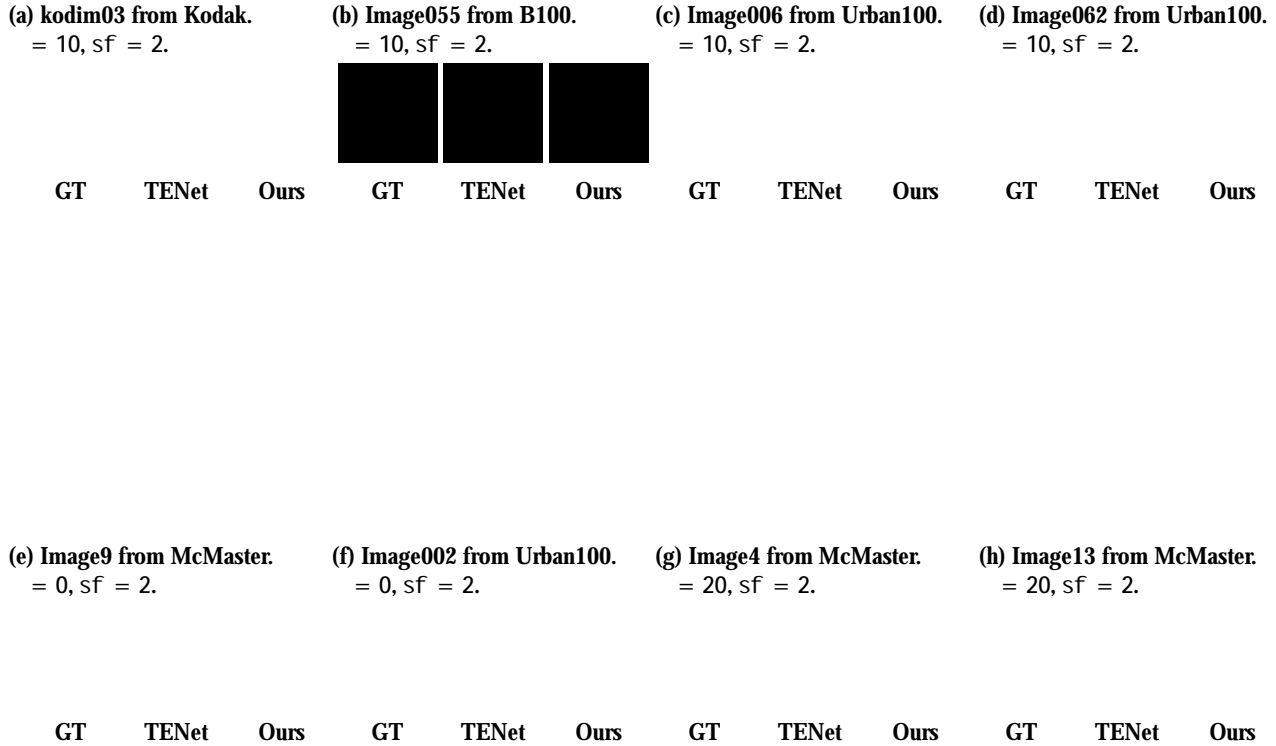 (a) kodim03 from Kodak.
= 10, sf = 2.
(b) Image055 from B100.
= 10, sf = 2.
(c) Image006 from Urban100.
= 10, sf = 2.
(d) Image062 from Urban100.
= 10, sf = 2.
GT TENet Ours
GT TENet Ours
GT TENet Ours
GT TENet Ours
(e) Image9 from McMaster.
= 0, sf = 2.
(f) Image002 from Urban100.
= 0, sf = 2.
(g) Image4 from McMaster.
= 20, sf = 2.
(h) Image13 from McMaster.
= 20, sf = 2.
GT TENet Ours
GT TENet Ours
GT TENet Ours
GT TENet Ours